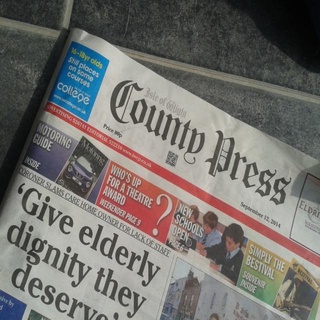 16-18yr olds
Still places
on some
courses
college
Isle of Wight
County Press
Price 90p
September 12, 2014
MOTORING
GUIDE
INSIDE
WHO'S UP
FOR A THEATRE
AWARD
WEEKENDER PAGE 5
?
NEW
SCHOOLS
OPEN
SIMPLY THE
BESTIVAL
SOUVENIR
INSIDE
CORONER SLAMS CARE HOME OWNER FOR LACK OF STAFF
'Give elderly
dignity they
deserve'